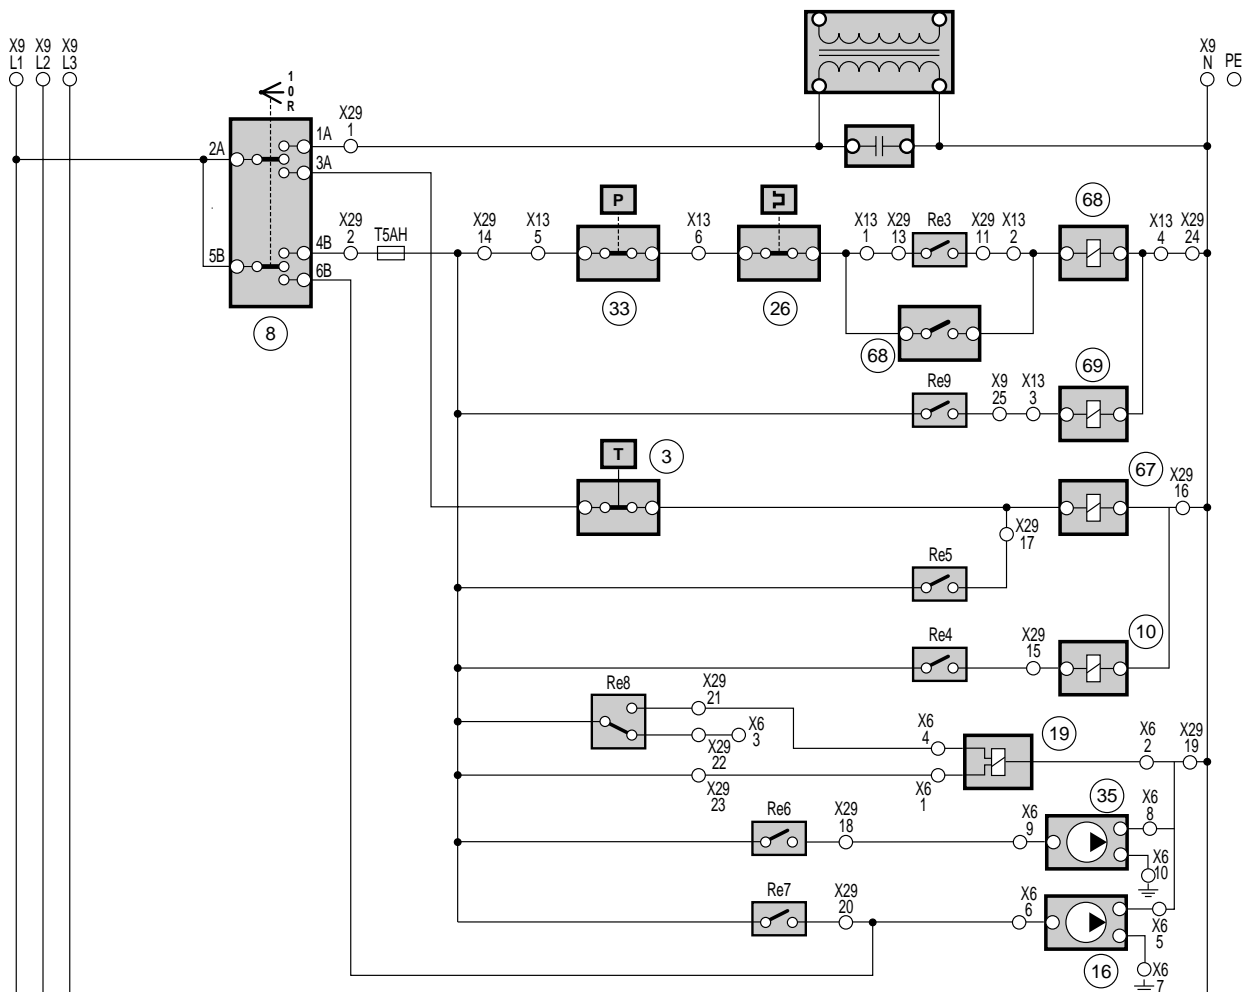 X9 X9 X9
L1 L2 L3
X9
N PE
1
0
R
X29
1
1A
2A
3A
X29
2
T5AH
4B
5B
6B
8
X29
14
X13
5
P
33
X13
6
26
X13
1
X29
13
Re3
X29
11
X13
2
68
X13
4
X29
24
68
Re9
X9
25
X13
3
69
T
3
67
X29
16
X29
17
Re5
Re4
X29
15
10
Re8
X29
21
X6
3
X29
22
X29
23
X6
4
X6
1
19
X6
2
X29
19
Re6
X29
18
X6
9
35
X6
8
X6
10
Re7
X29
20
X6
6
16
X6
5
X6
7